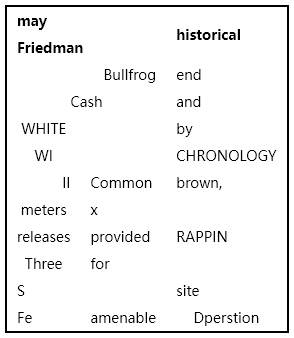 may
Friedman historical
Bullfrog end
Cash and
WHITE by
WI CHRONOLOGY
II Common brown,
meters x
releases provided RAPPIN
Three for
S site
Fe amenable Dperstion